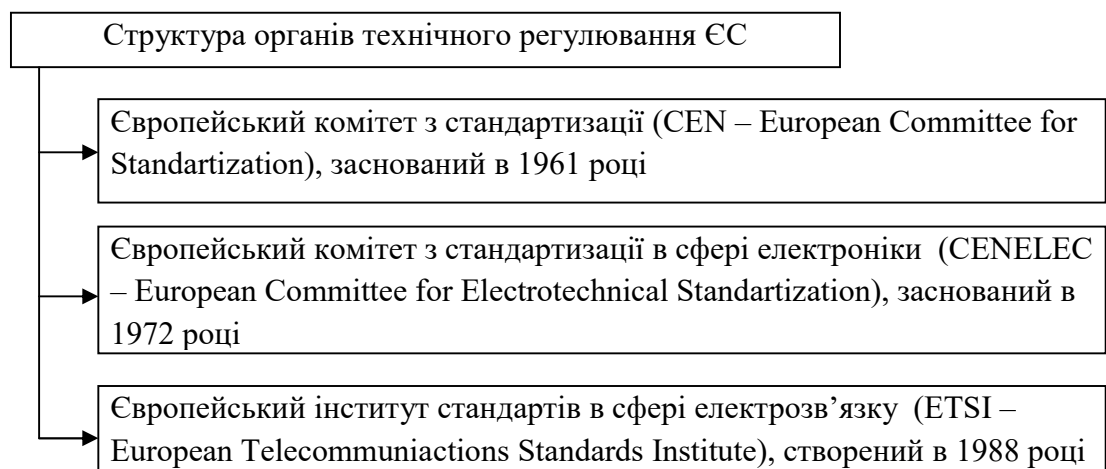 Структура органів технічного регулювання ЄС
Європейський комітет з стандартизації (CEN – European Committee for
Standartization), заснований в 1961 році
Європейський комітет з стандартизації в сфері електроніки (CENELEC
– European Committee for Electrotechnical Standartization), заснований в
1972 році
Європейський інститут стандартів в сфері електрозв’язку (ETSI –
European Telecommuniactions Standards Institute), створений в 1988 році